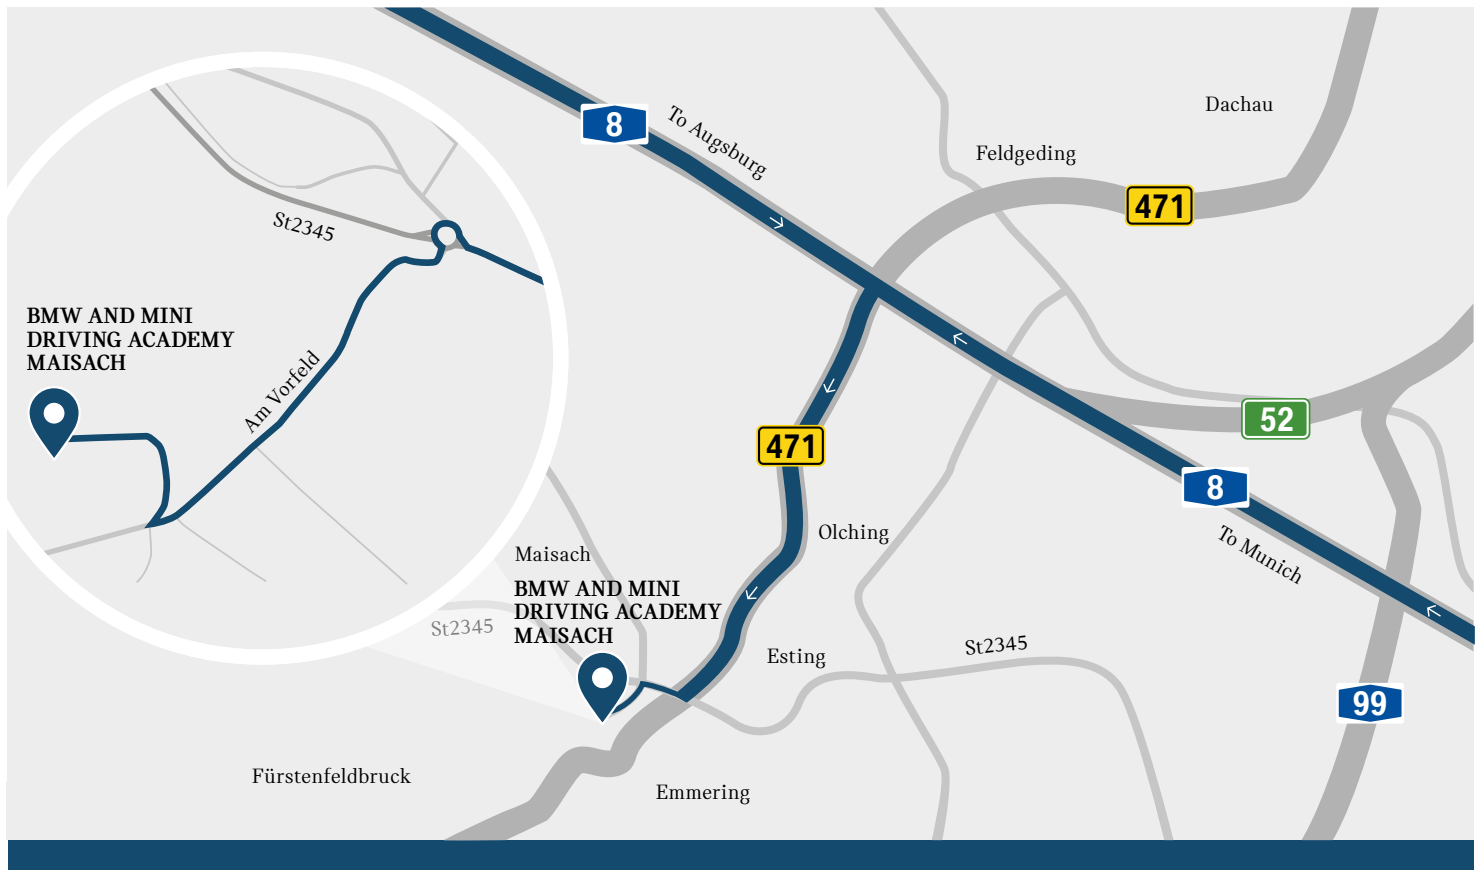 8
To Augsburg
Dachau
Feldgeding
471
St2345
BMW AND MINI
DRIVING ACADEMY
MAISACH
Am Vorfeld
52
471
8
Olching
To Munich
Maisach
BMW AND MINI
DRIVING ACADEMY
MAISACH
St2345
Esting
St2345
99
Fürstenfeldbruck
Emmering